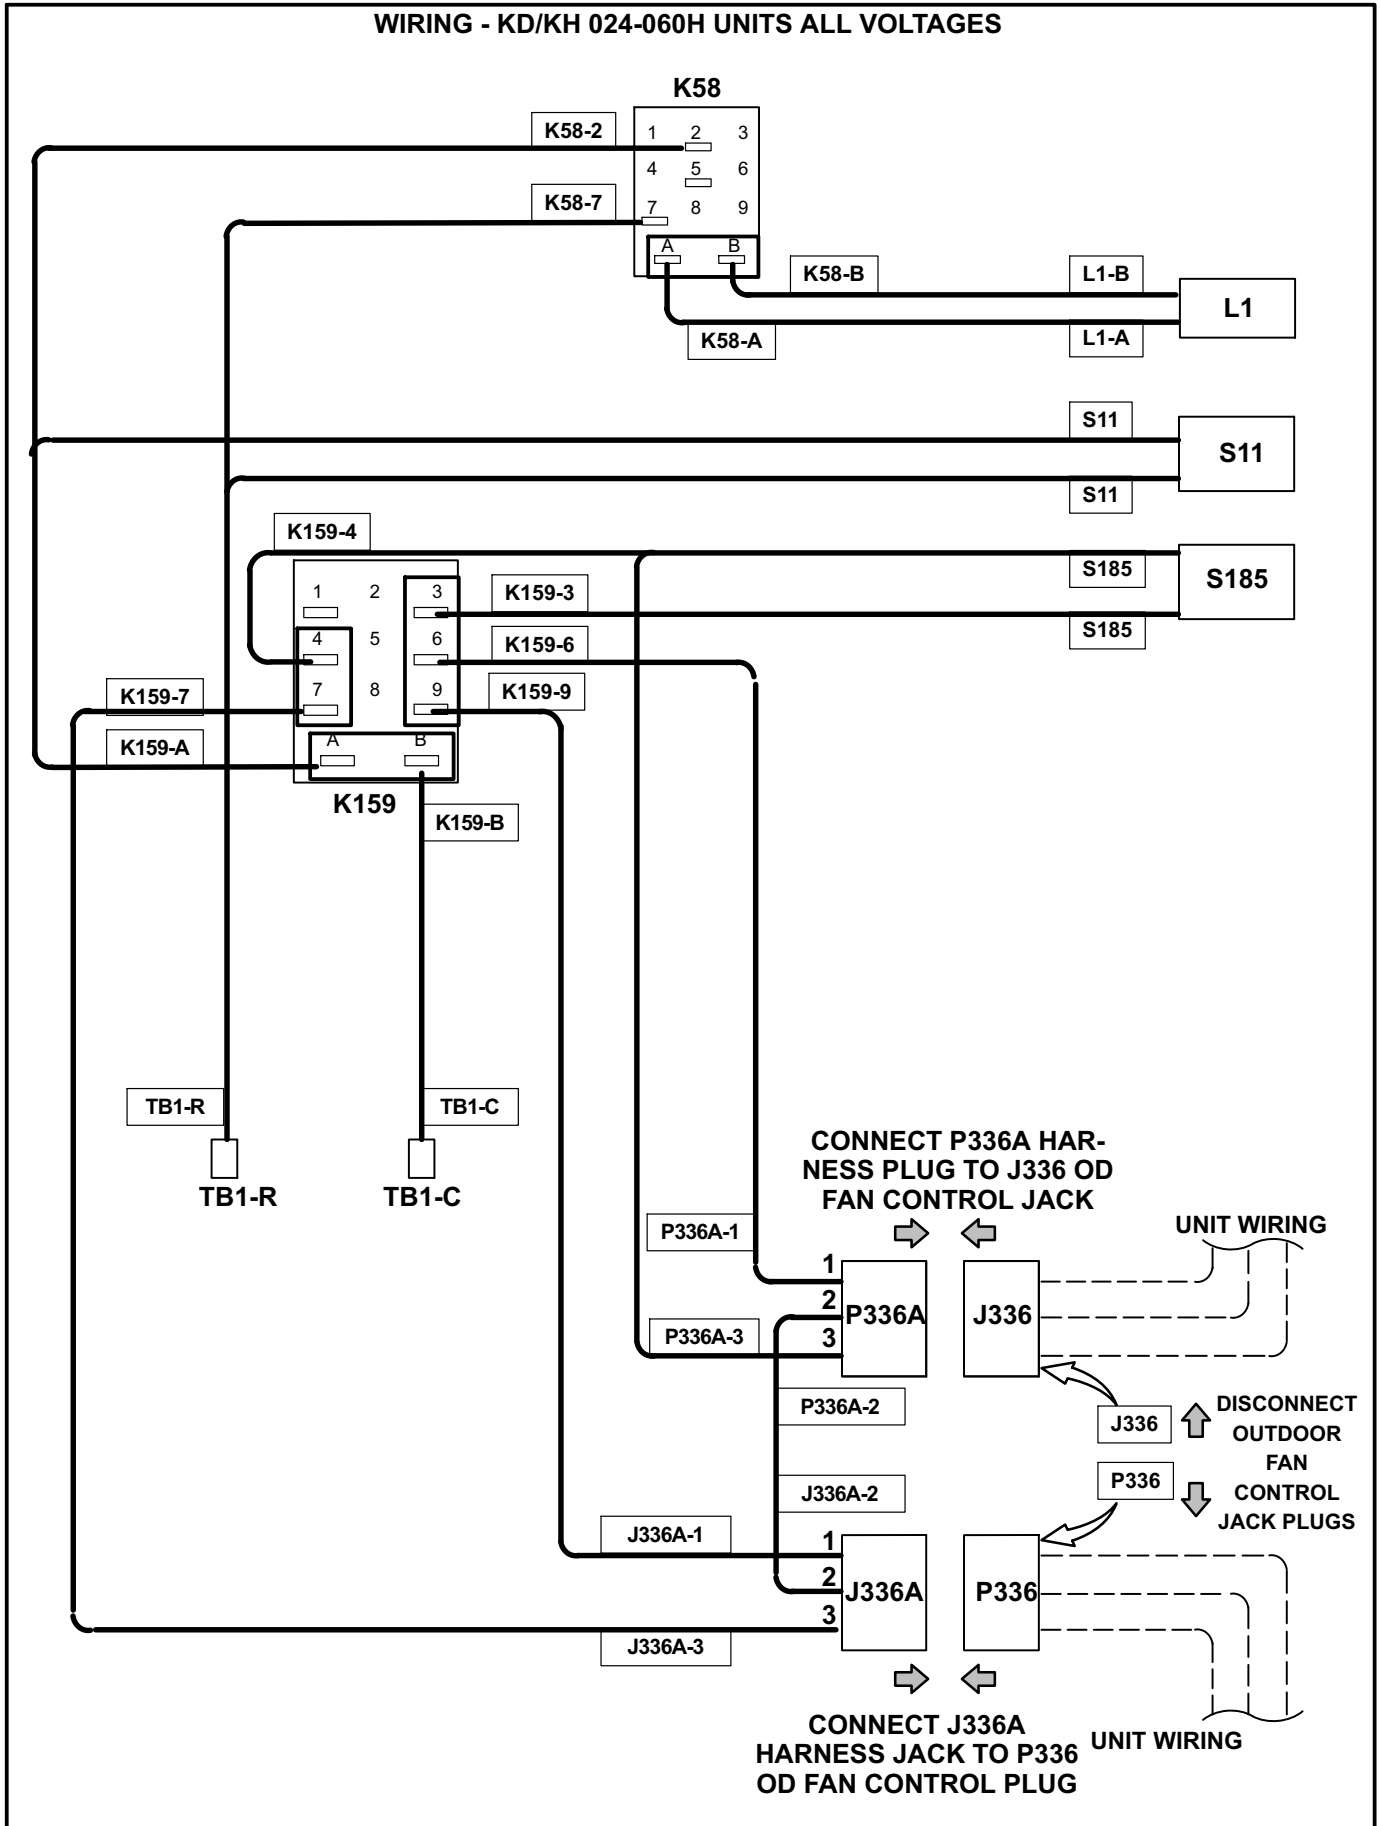 WIRING - KD/KH 024-060H UNITS ALL VOLTAGES
K58
K58-2
1 2 3
4 5 6
K58-7
7 8 9
A B
K58-B
L1-B
L1
K58-A
L1-A
S11
S11
S11
K159-4
S185
S185
S185
1 2 3
K159-3
4 5 6
K159-6
K159-7
7 8 9
K159-9
K159-A
A B
K159
K159-B
TB1-R
TB1-C
TB1-R
TB1-C
CONNECT P336A HAR-
NESS PLUG TO J336 OD
FAN CONTROL JACK
UNIT WIRING
P336A-1
1
2
3
P336A
J336
P336A-3
P336A-2
J336
DISCONNECT
OUTDOOR
FAN
CONTROL
JACK PLUGS
P336
J336A-2
J336A-1
1
2
3
J336A
P336
J336A-3
CONNECT J336A
HARNESS JACK TO P336
OD FAN CONTROL PLUG
UNIT WIRING